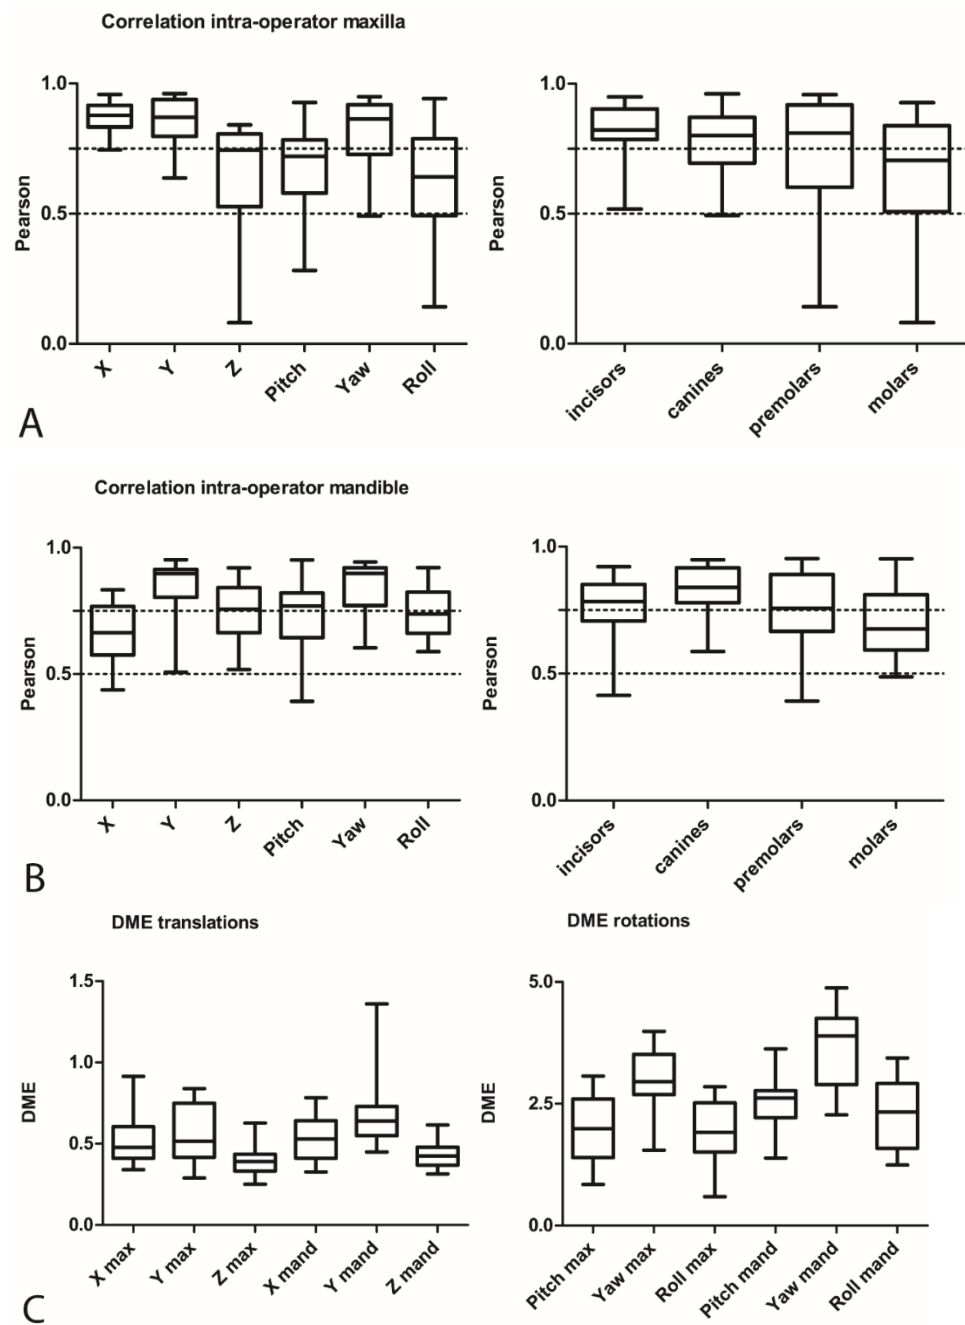 Correlation intra-operator maxilla
Pearson
1.0
0.5
0.0
X
Y
Z
Pitch
Yaw
Roll
Pearson
1.0
0.5
0.0
incisors
canines
premolars
molars
A
Correlation intra-operator mandible
Pearson
1.0
0.5
0.0
X
Y
Z
Pitch
Yaw
Roll
Pearson
1.0
0.5
0.0
incisors
canines
premolars
molars
B
DME translations
DME
1.5
1.0
0.5
0.0
X max
Y max
Z max
X mand
Y mand
Z mand
DME rotations
DME
5.0
2.5
0.0
Pitch max
Yaw max
Roll max
Pitch mand
Yaw mand
Roll mand
C